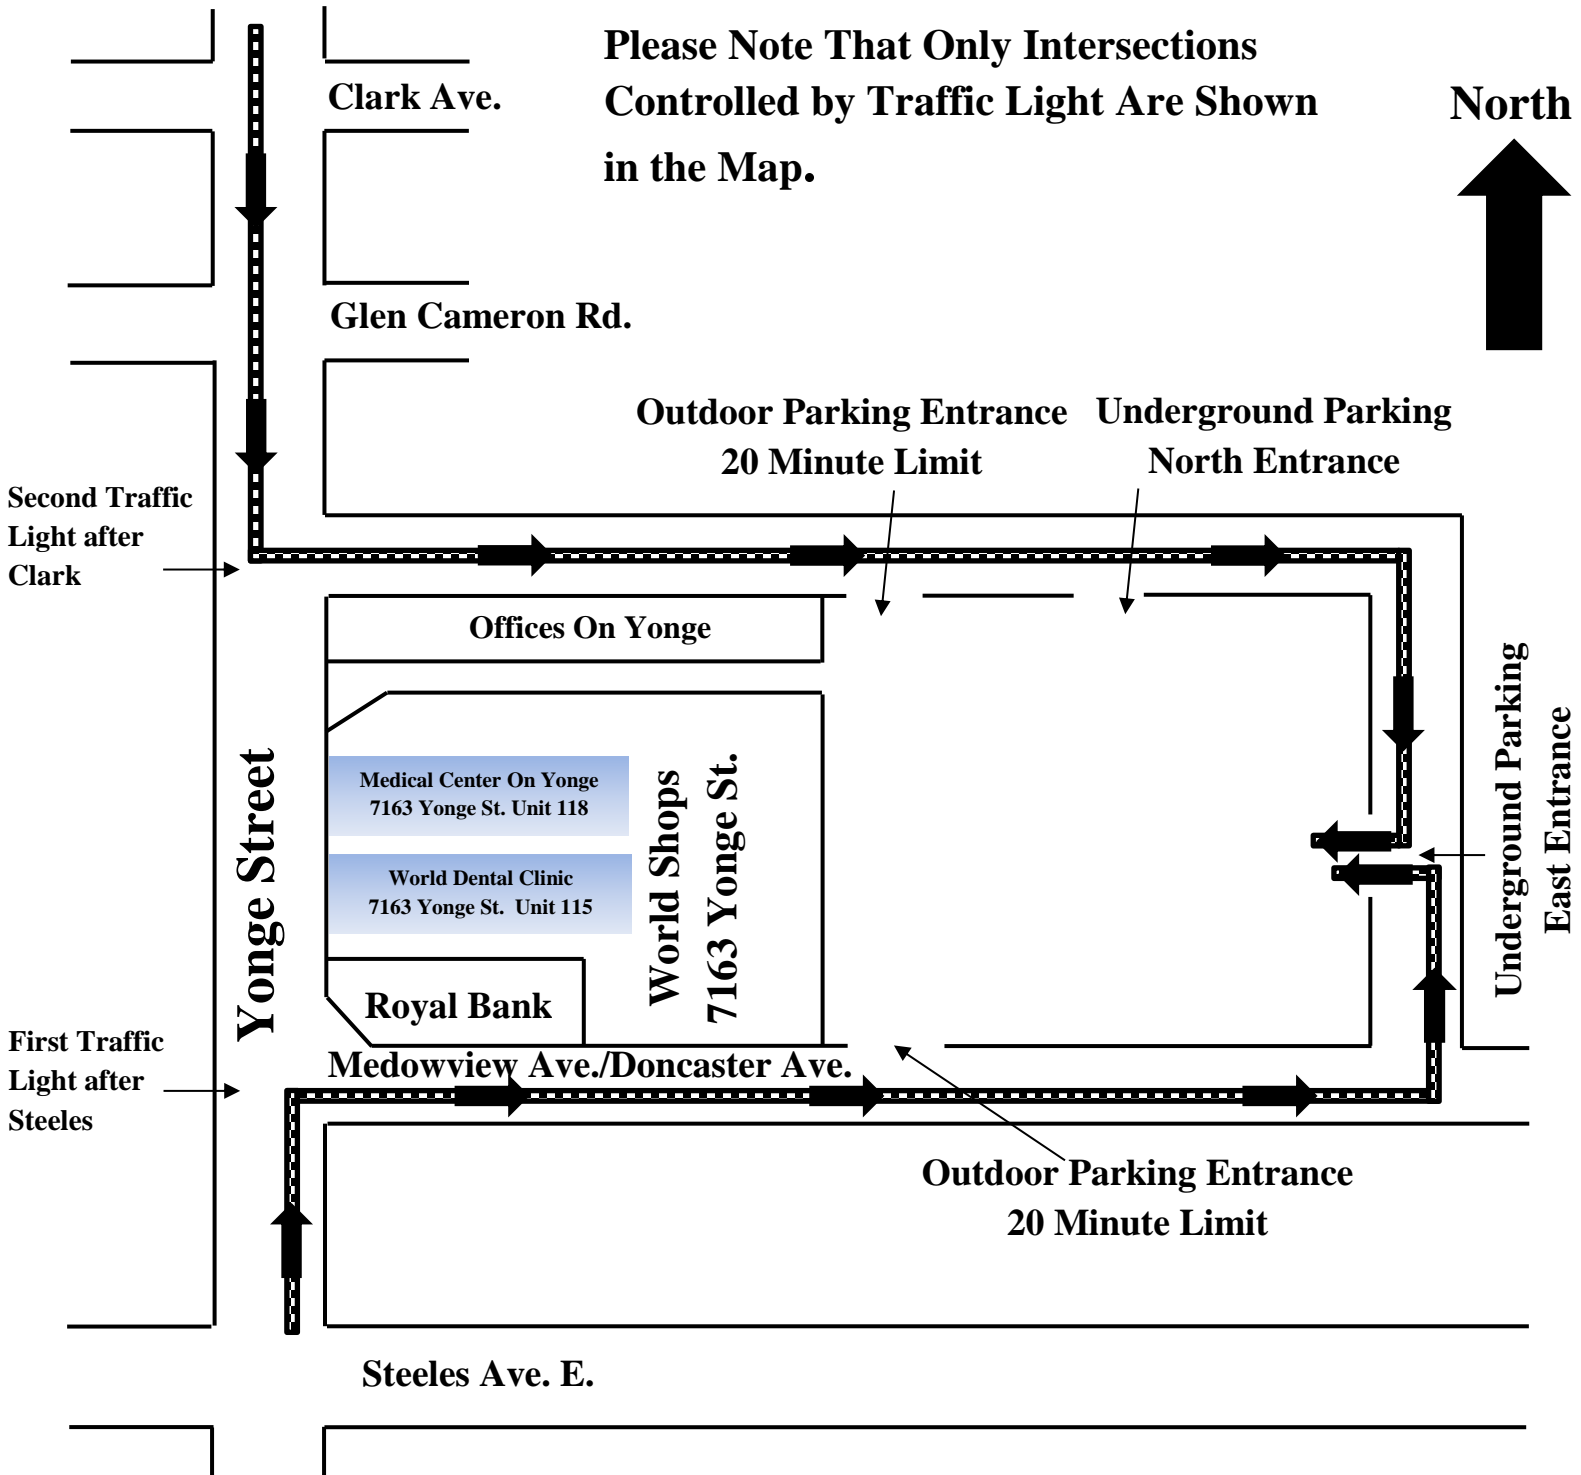 Please Note That Only Intersections
Controlled by Traffic Light Are Shown
in the Map.
North
Clark Ave.
Glen Cameron Rd.
Outdoor Parking Entrance
20 Minute Limit
Underground Parking
North Entrance
Second Traffic
Light after
Clark
Offices On Yonge
Yonge Street
Medical Center On Yonge
7163 Yonge St. Unit 118
World Dental Clinic
7163 Yonge St.  Unit 115
World Shops
7163 Yonge St.
Underground Parking
East Entrance
Royal Bank
First Traffic
Light after
Steeles
Medowview Ave./Doncaster Ave.
Outdoor Parking Entrance
20 Minute Limit
Steeles Ave. E.